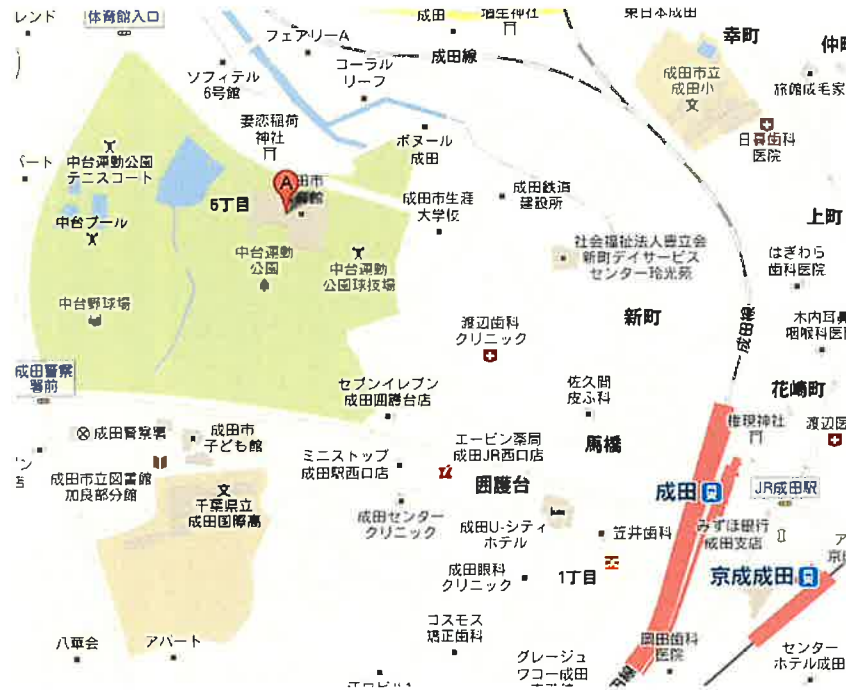 レンド
体育館入口
フェアリーA
成田
埴生神社
東日本成田
幸町
成田線
ソフィテル
6号館
コーラル
リーフ
成田市立
成田小
旅館成毛家
妻恋稲荷
神社
ボヌール
成田
日暮歯科
医院
中台運動公園
テニスコート
パート
A
5丁目
成田市生涯
大学校
成田鉄道
建設所
上町
中台プール
社会福祉法人豊立会
新町デイサービス
センター玲光苑
はぎわら
歯科医院
中台運動
公園
中台運動
公園球技場
中台野球場
新町
渡辺歯科
クリニック
成田線
木内耳鼻
咽喉科医
成田警察
署前
セブンイレブン
成田囲護台店
佐久間
皮ふ科
花崎町
権現神社
渡辺医
成田警察署
成田市
子ども館
ミニストップ
成田駅西口店
エービン薬局
成田JR西口店
馬橋
成田市立図書館
加良部分館
囲護台
成田
JR成田駅
千葉県立
成田国際高
成田センター
クリニック
成田U-シティ
ホテル
笠井歯科
みずほ銀行
成田支店
成田眼科
クリニック
1丁目
京成成田
コスモス
矯正歯科
八華会
アパート
グレージュ
ワコー成田
岡田歯科
医院
センター
ホテル成田